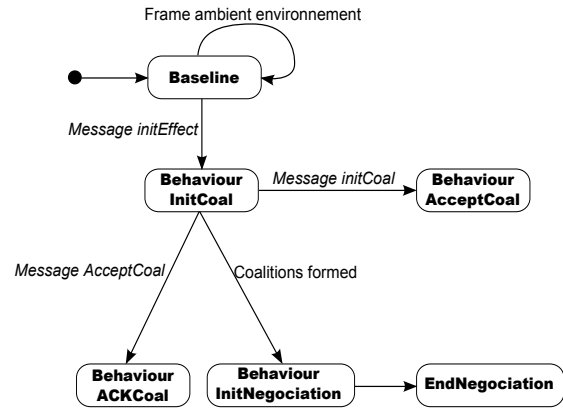 Frame ambient environnement
Baseline
Message initEffect
Behaviour
InitCoal
Message initCoal
Behaviour
AcceptCoal
Message AcceptCoal
Coalitions formed
Behaviour
ACKCoal
Behaviour
InitNegociation
EndNegociation